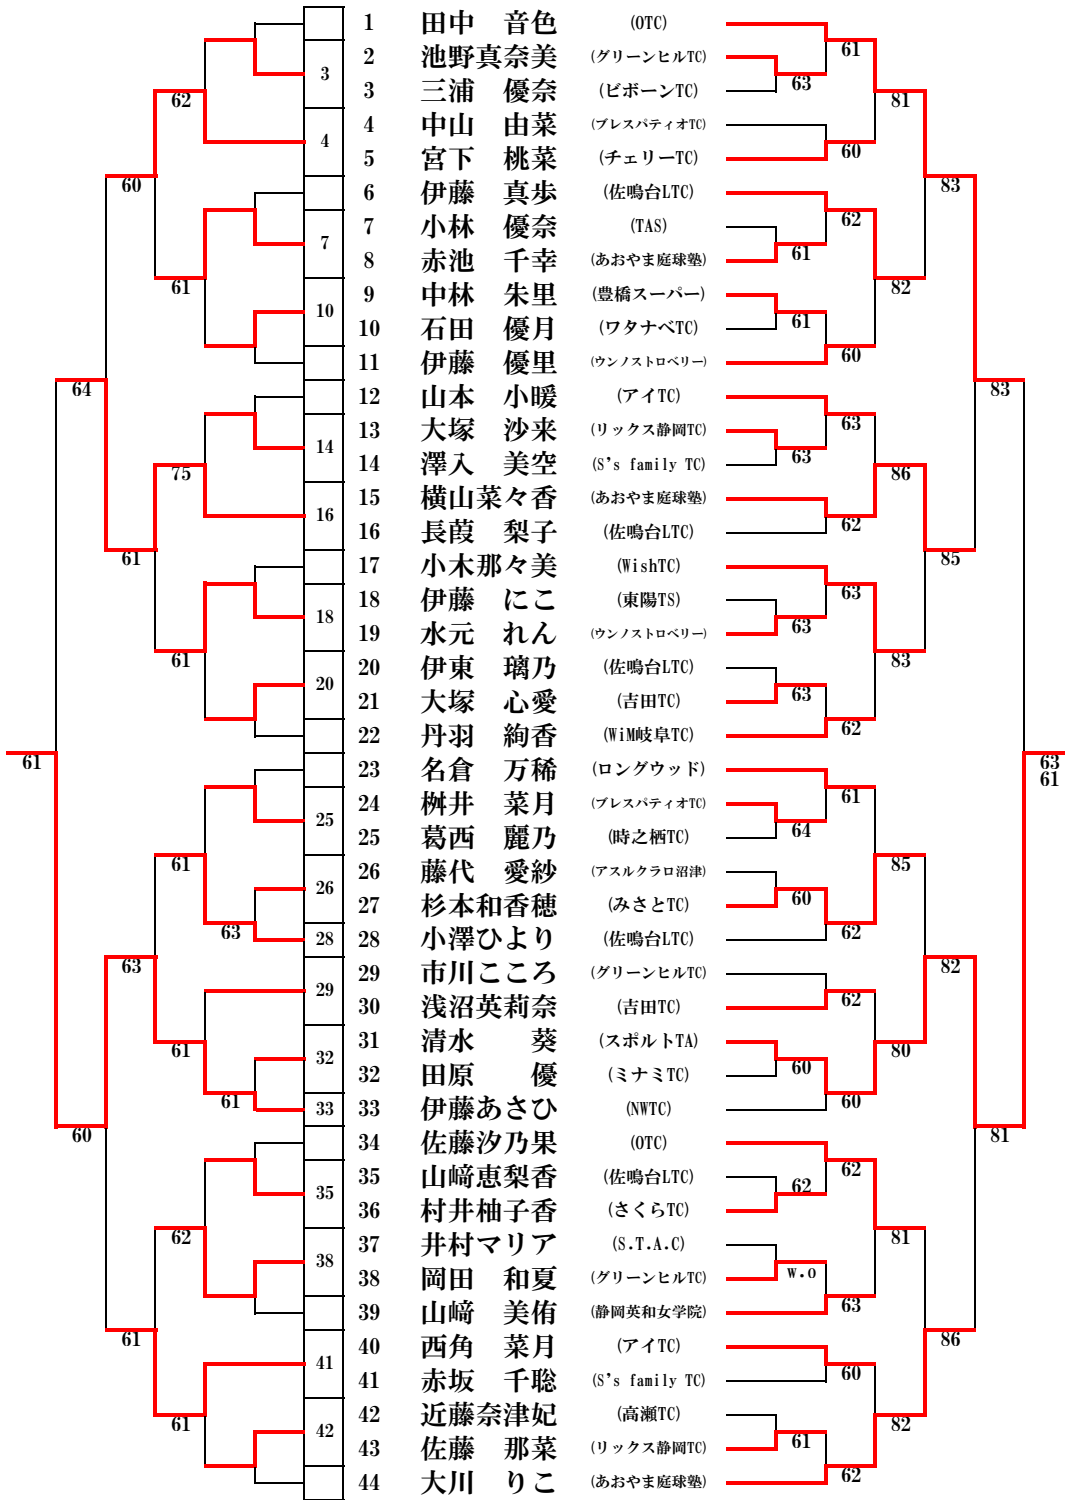 1 田中 音色 (OTC)
61
2 池野真奈美 (グリーンヒルTC)
3 63
3 三浦 優奈 (ビボーンTC)
62 81
4 中山 由菜 (ブレスパティオTC)
4 60
5 宮下 桃菜 (チェリーTC)
60 83
6 伊藤 真歩 (佐鳴台LTC)
62
7 小林 優奈 (TAS)
7 61
8 赤池 千幸 (あおやま庭球塾)
61 82
9 中林 朱里 (豊橋スーパー)
10 61
10 石田 優月 (ワタナベTC)
60
11 伊藤 優里 (ウンノストロベリー)
64 83
12 山本 小暖 (アイTC)
63
13 大塚 沙来 (リックス静岡TC)
14 63
14 澤入 美空 (S's family TC)
75 86
15 横山菜々香 (あおやま庭球塾)
16 62
16 長葭 梨子 (佐鳴台LTC)
61 85
17 小木那々美 (WishTC)
63
18 伊藤 にこ (東陽TS)
18 63
19 水元 れん (ウンノストロベリー)
61 83
20 伊東 璃乃 (佐鳴台LTC)
20 63
21 大塚 心愛 (吉田TC)
62
22 丹羽 絢香 (WiM岐阜TC)
61 63
61
23 名倉 万稀 (ロングウッド)
61
24 桝井 菜月 (ブレスパティオTC)
25 64
25 葛西 麗乃 (時之栖TC)
61 85
26 藤代 愛紗 (アスルクラロ沼津)
26 60
27 杉本和香穂 (みさとTC)
63 62
28 28 小澤ひより (佐鳴台LTC)
63 82
29 市川こころ (グリーンヒルTC)
29 62
30 浅沼英莉奈 (吉田TC)
61 80
31 清水 葵 (スポルトTA)
32 60
32 田原 優 (ミナミTC)
61 60
33 33 伊藤あさひ (NWTC)
60 81
34 佐藤汐乃果 (OTC)
62
35 山﨑恵梨香 (佐鳴台LTC)
35 62
36 村井柚子香 (さくらTC)
62 81
37 井村マリア (S.T.A.C)
38 w.o
38 岡田 和夏 (グリーンヒルTC)
63
39 山﨑 美侑 (静岡英和女学院)
61 86
40 西角 菜月 (アイTC)
41 60
41 赤坂 千聡 (S's family TC)
61 82
42 近藤奈津妃 (高瀬TC)
42 61
43 佐藤 那菜 (リックス静岡TC)
62
44 大川 りこ (あおやま庭球塾)